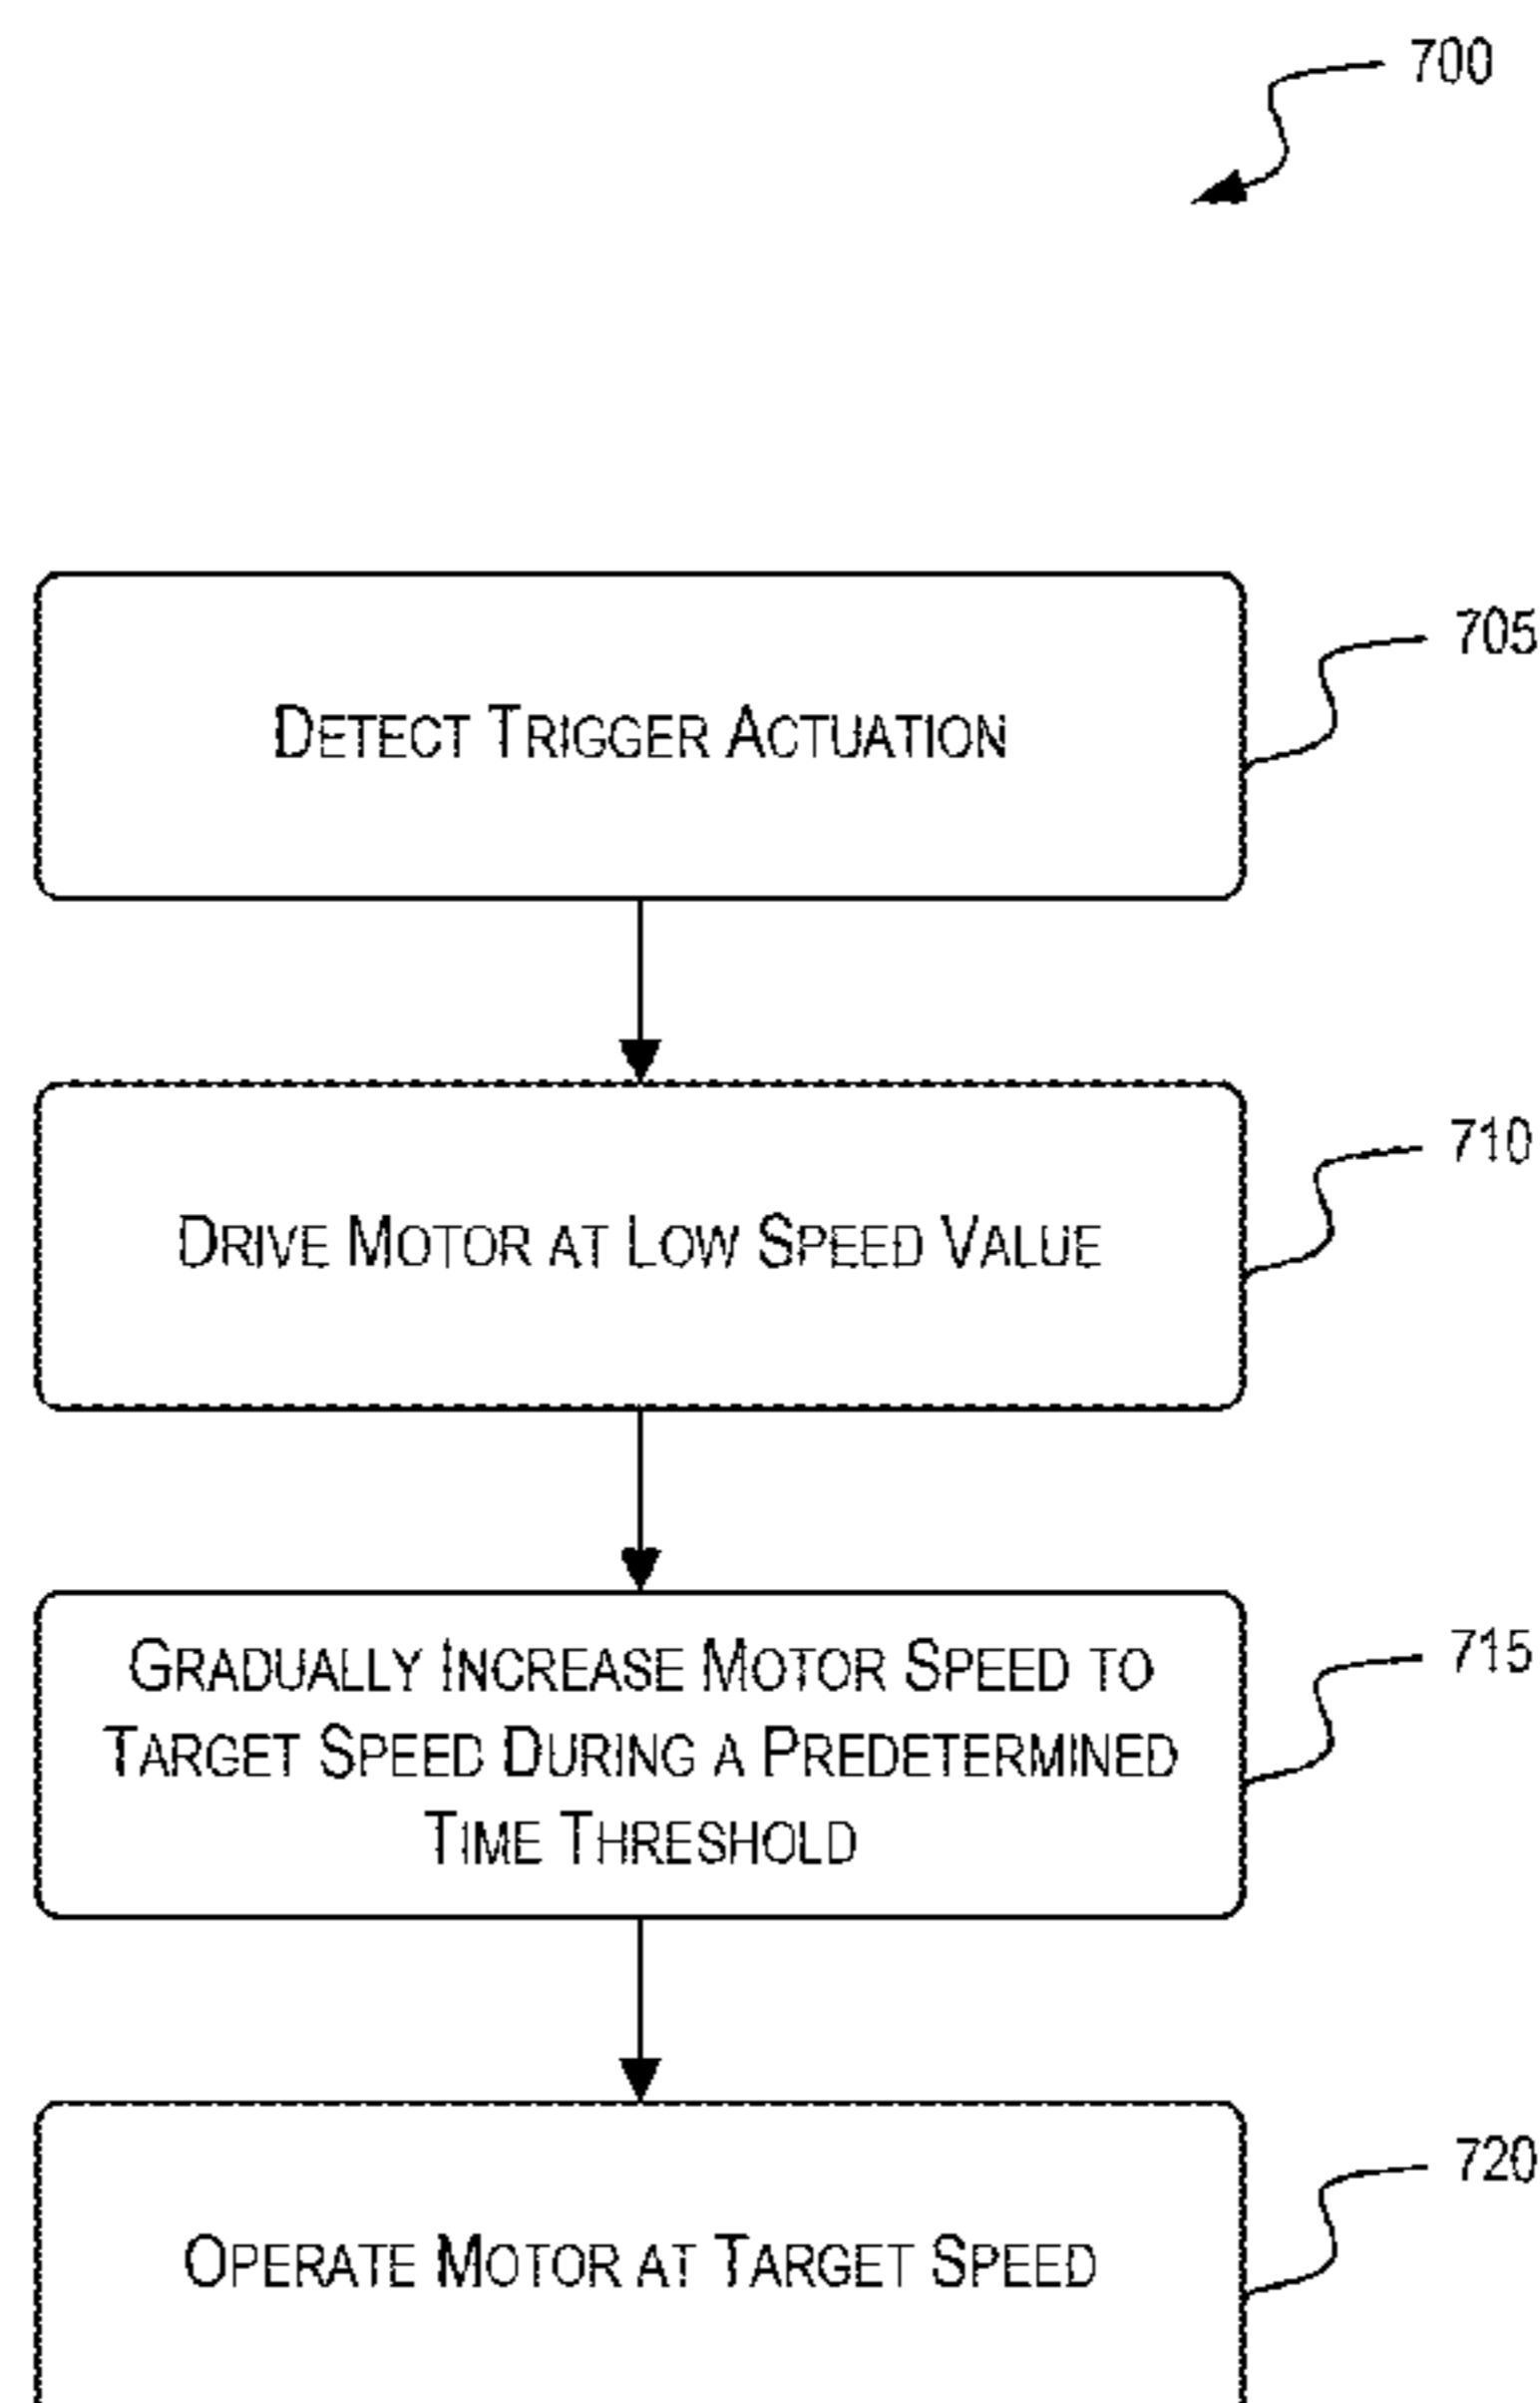 700
705
DETECT TRIGGER ACTUATION
710
DRIVE MOTOR AT LOW SPEED VALUE
715
GRADUALLY INCREASE MOTOR SPEED TO
TARGET SPEED DURING A PREDETERMINED
TIME THRESHOLD
720
OPERATE MOTOR AT TARGET SPEED